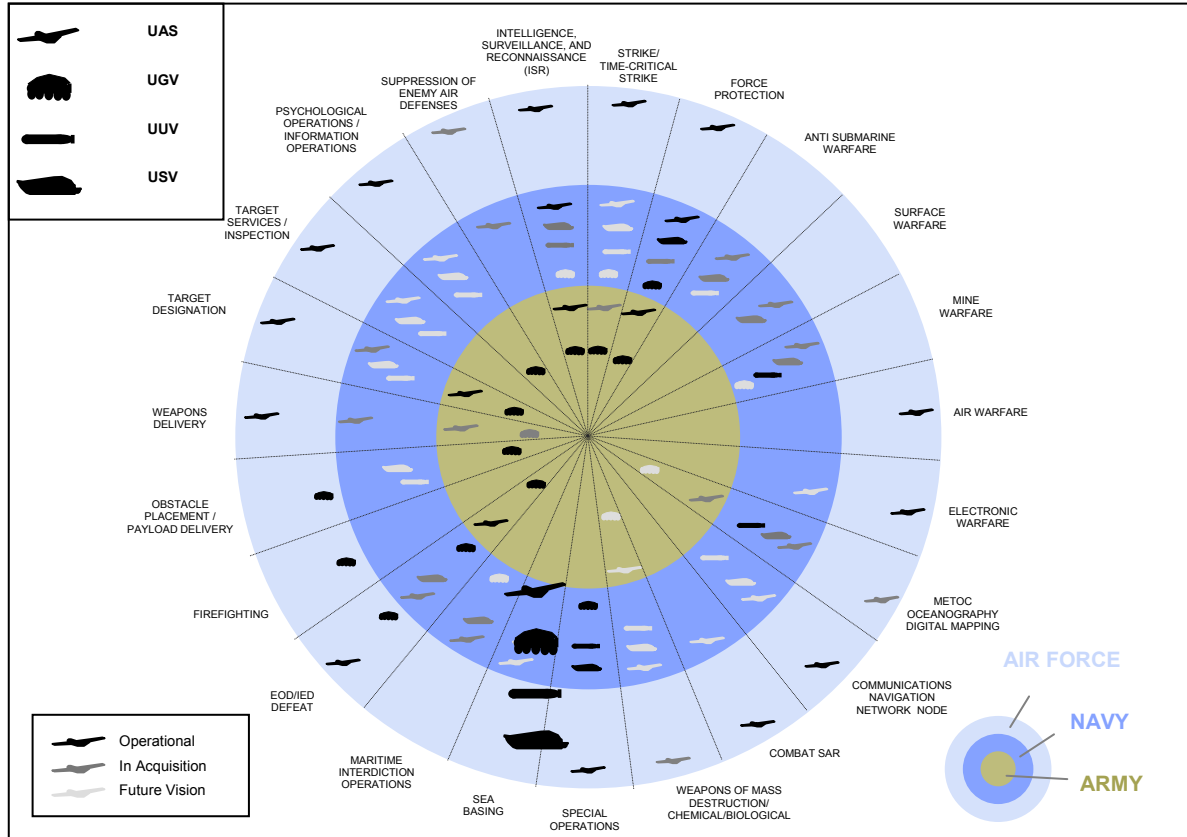 UAS
UGV
UUV
USV
INTELLIGENCE,
SURVEILLANCE, AND
RECONNAISSANCE
(ISR)
STRIKE/
TIME-CRITICAL
STRIKE
FORCE
PROTECTION
ANTI SUBMARINE
WARFARE
SURFACE
WARFARE
MINE
WARFARE
AIR WARFARE
ELECTRONIC
WARFARE
METOC
OCEANOGRAPHY
DIGITAL MAPPING
COMMUNICATIONS
NAVIGATION
NETWORK NODE
COMBAT SAR
WEAPONS OF MASS
DESTRUCTION/
CHEMICAL/BIOLOGICAL
SPECIAL
OPERATIONS
SEA
BASING
MARITIME
INTERDICTION
OPERATIONS
EOD/IED
DEFEAT
FIREFIGHTING
OBSTACLE
PLACEMENT /
PAYLOAD DELIVERY
WEAPONS
DELIVERY
TARGET
DESIGNATION
TARGET
SERVICES /
INSPECTION
PSYCHOLOGICAL
OPERATIONS /
INFORMATION
OPERATIONS
SUPPRESSION OF
ENEMY AIR
DEFENSES
Operational
In Acquisition
Future Vision
AIR FORCE
NAVY
ARMY